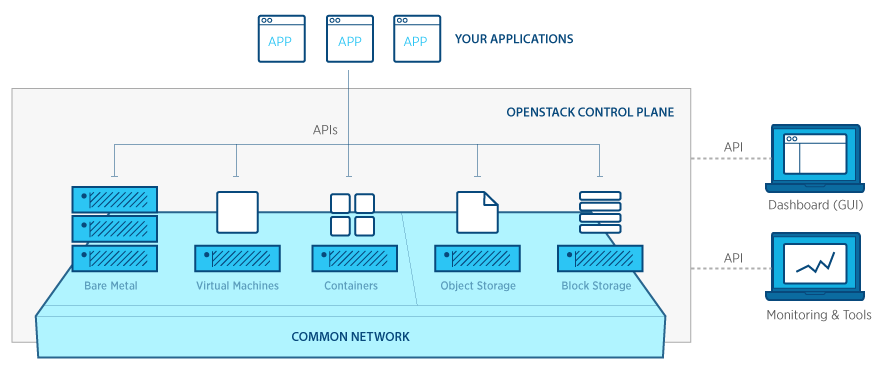 APP APP APP YOUR APPLICATIONS
OPENSTACK CONTROL PLANE
APIs
API
Dashboard (GUI)
Bare Metal Virtual Machines Containers Object Storage Block Storage
API
Monitoring & Tools
COMMON NETWORK